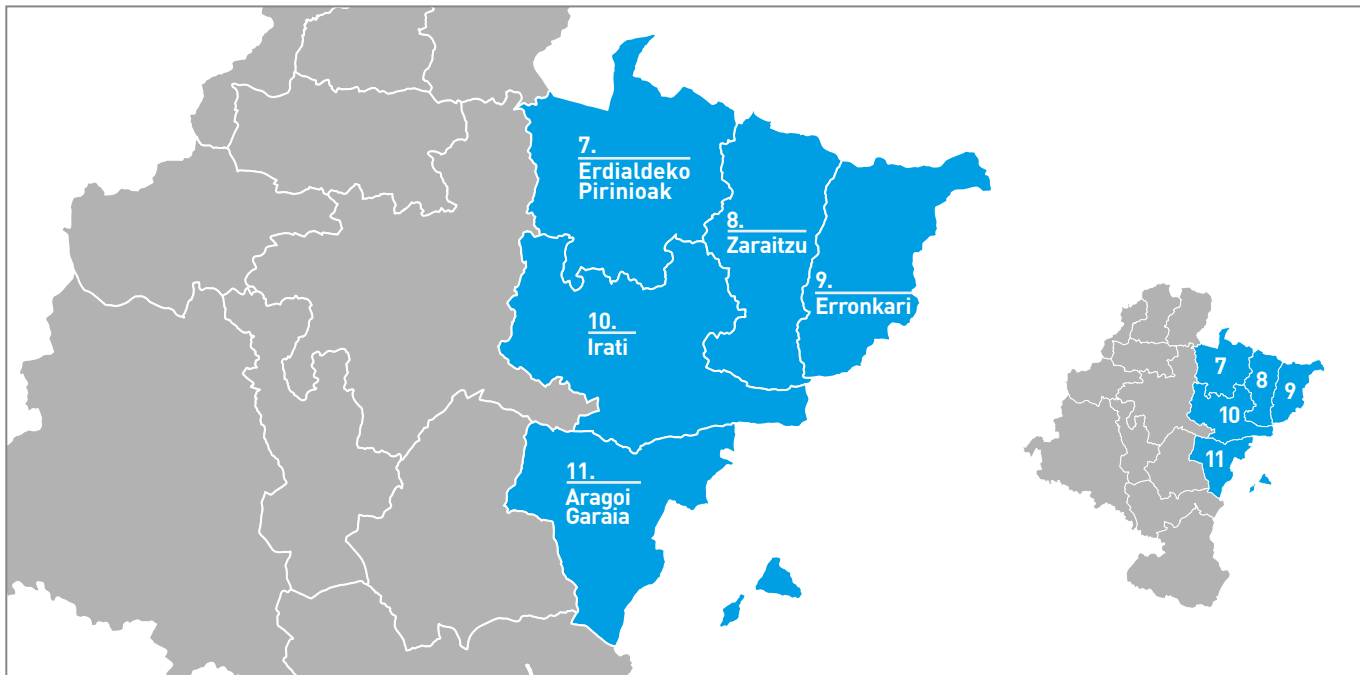 7.
Erdialdeko
Pirinioak
8.
Zaraitzu
9.
Erronkari
10.
Irati
11.
Aragoi
Garaia
7
8
9
10
11